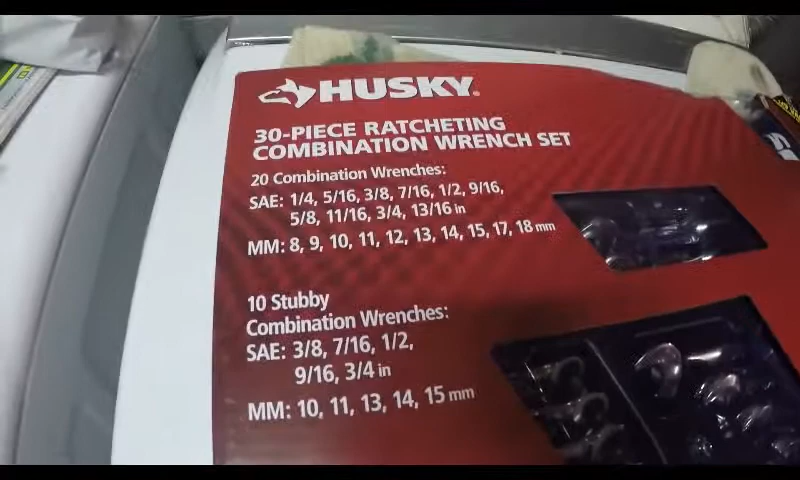 HUSKY®
30-PIECE RATCHETING
COMBINATION WRENCH SET
20 Combination Wrenches:
SAE: 1/4, 5/16, 3/8, 7/16, 1/2, 9/16,
5/8, 11/16, 3/4, 13/16 in
MM: 8, 9, 10, 11, 12, 13, 14, 15, 17, 18 mm
10 Stubby
Combination Wrenches:
SAE: 3/8, 7/16, 1/2,
9/16, 3/4 in
MM: 10, 11, 13, 14, 15 mm